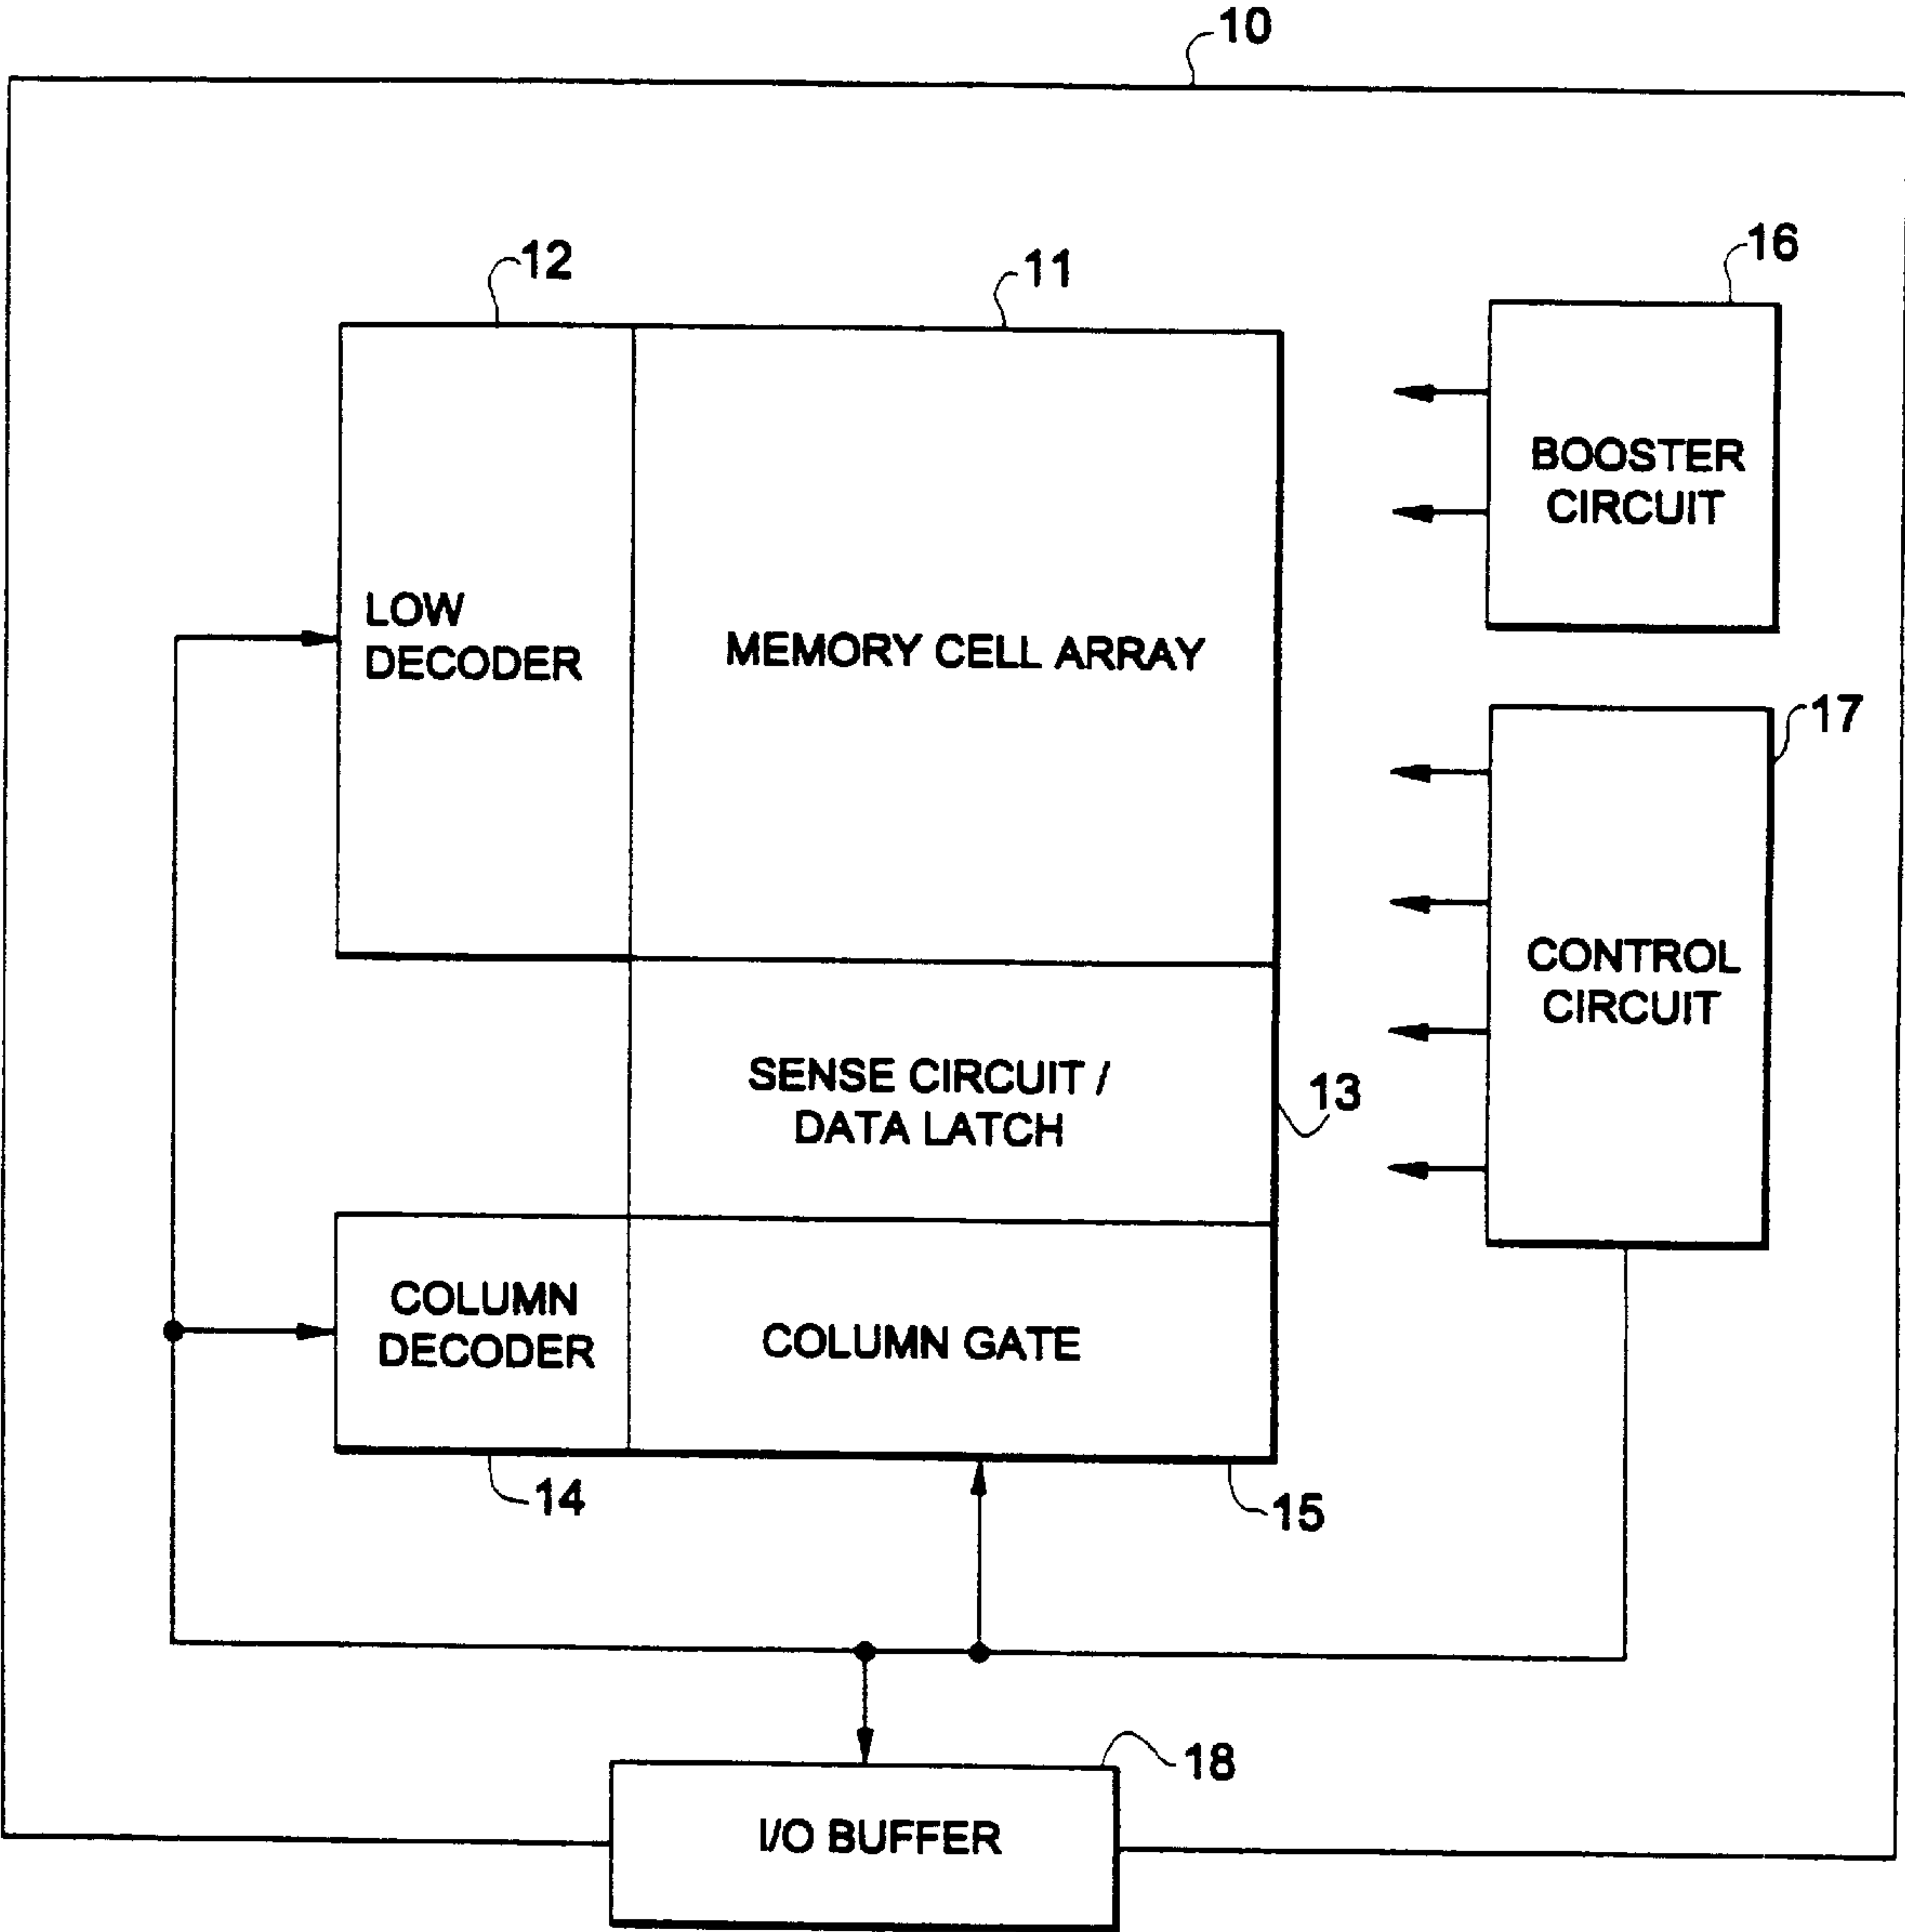 10
12
11
16
BOOSTER
CIRCUIT
LOW
DECODER
MEMORY CELL ARRAY
17
CONTROL
CIRCUIT
SENSE CIRCUIT /
DATA LATCH
13
COLUMN
DECODER
COLUMN GATE
14
15
18
I/O BUFFER